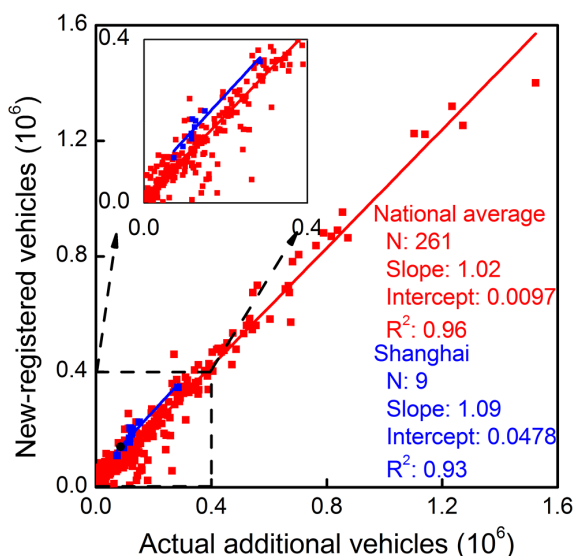 1.6
1.2
0.8
0.4
0.0
0.0
0.4
0.8
1.2
1.6
0.4
0.0
0.0
0.4
New-registered vehicles (10⁶)
Actual additional vehicles (10⁶)
National average
N: 261
Slope: 1.02
Intercept: 0.0097
R²: 0.96
Shanghai
N: 9
Slope: 1.09
Intercept: 0.0478
R²: 0.93